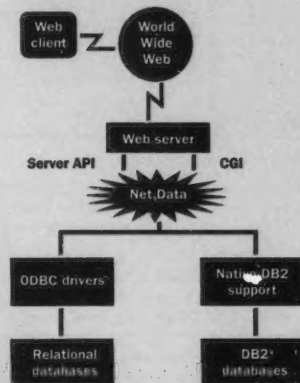 Web
client
World
Wide
Web
Web server
Server API
CGI
Net.Data
ODBC drivers
Native DB2
support
Relational
databases
DB2
databases